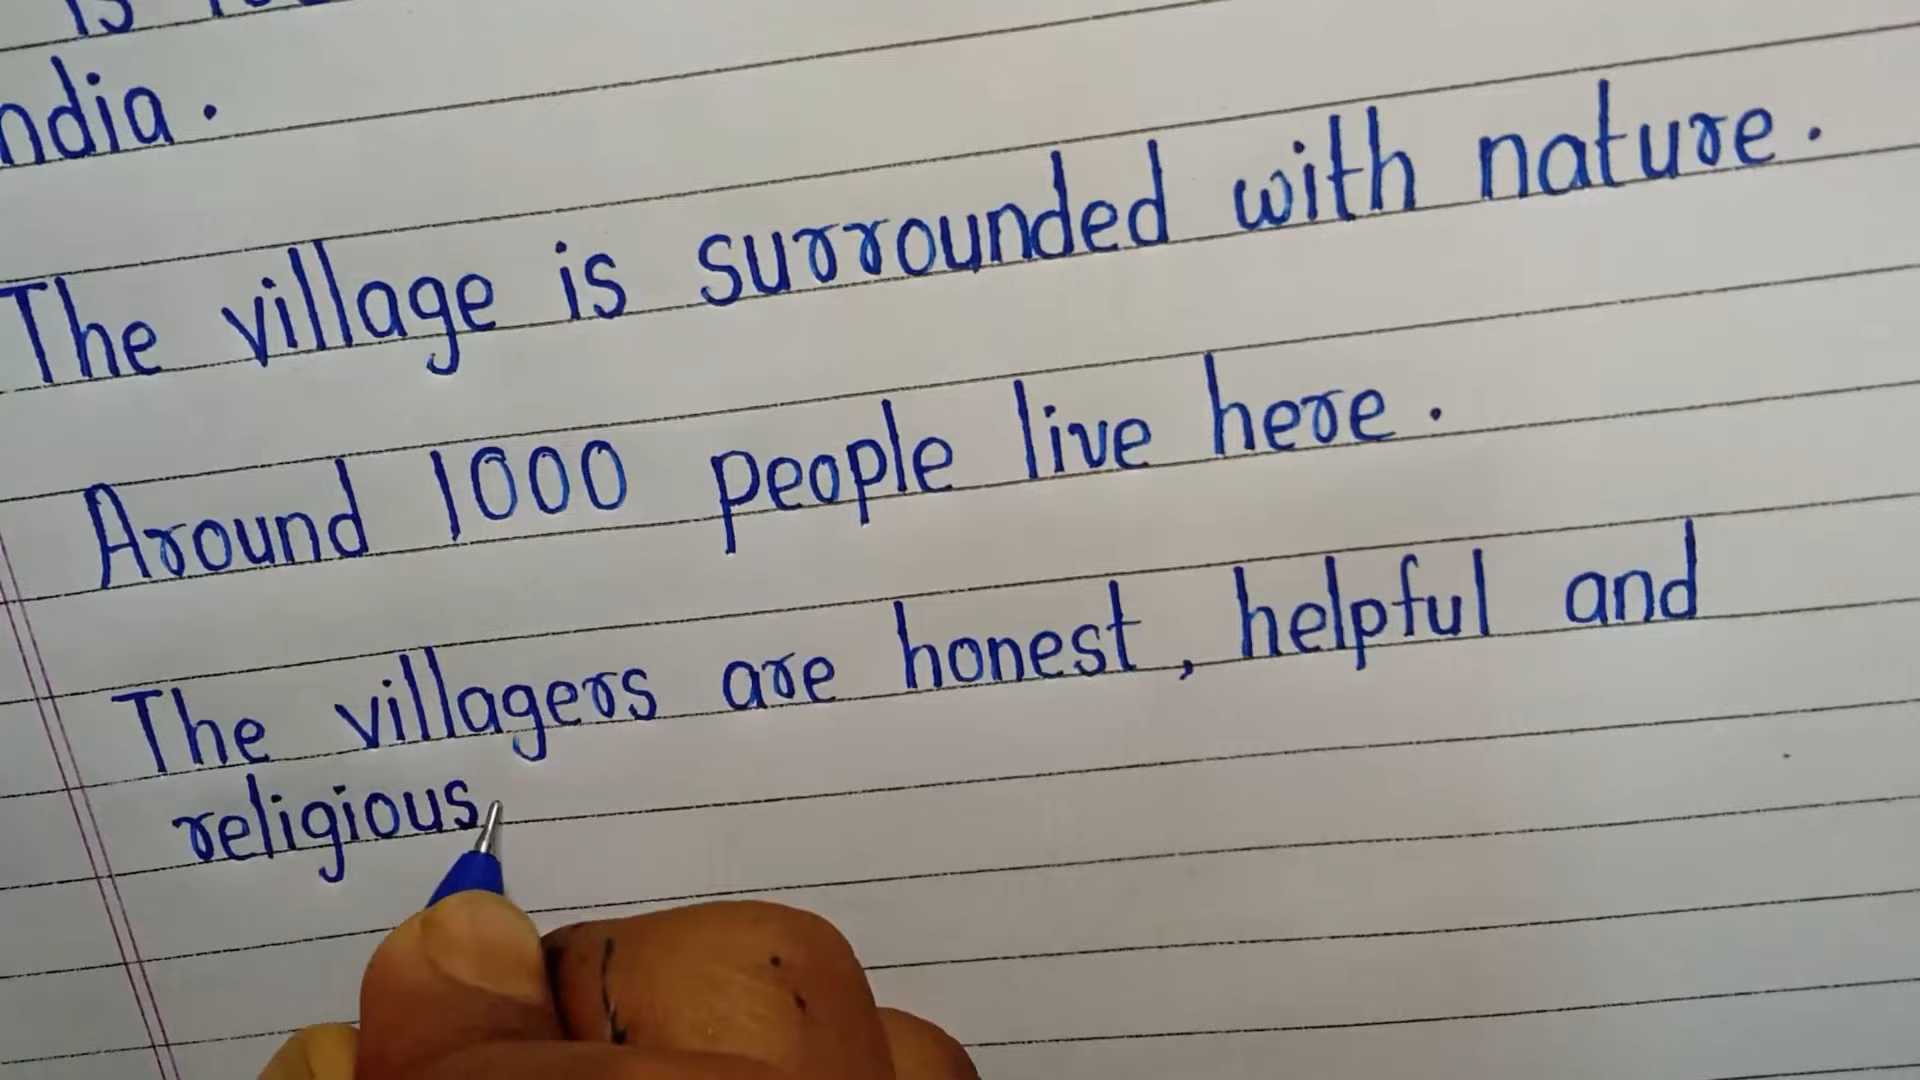 is
ndia.
The village is surrounded with nature.
Around 1000 people live here.
The villagers are honest, helpful and
religious